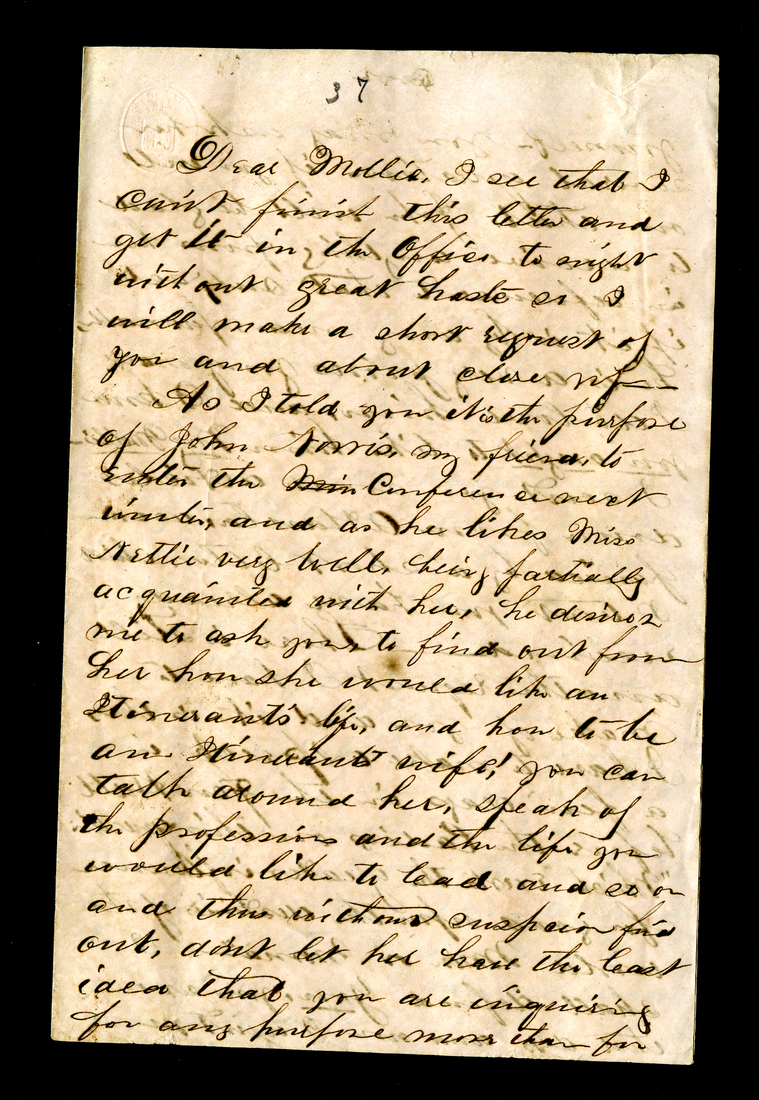 37
Dear Mollie, I see that I
can't finist this letter and
get it in the Office to night
without great haste so I
will make a short request of
you and about close up—
As I told you it is the purpose
of John Norris, my friend, to
enter the Min Conference next
winter, and as he likes Miss
Nettie very well, being partially
acquainted with her, he desires
me to ask you, to find out from
her how she would like an
Itinerant's life, and how to be
an Itinerant wife! you can
talk around her, speak of
the profession and the life you
would like to lead and so on
and thus without suspicion find
out, don't let her have the least
idea that you are inquiring
for any purpose more than for